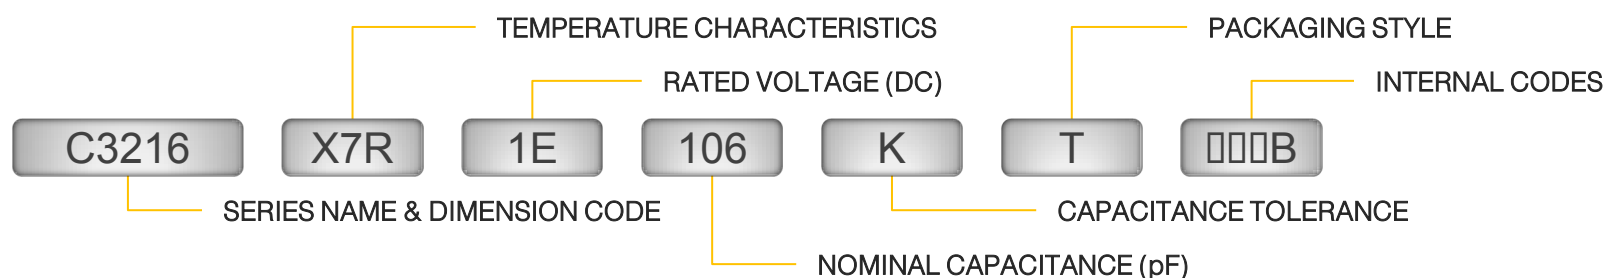 TEMPERATURE CHARACTERISTICS
PACKAGING STYLE
RATED VOLTAGE (DC)
INTERNAL CODES
C3216 X7R 1E 106 K T □□□B
SERIES NAME & DIMENSION CODE
CAPACITANCE TOLERANCE
NOMINAL CAPACITANCE (pF)